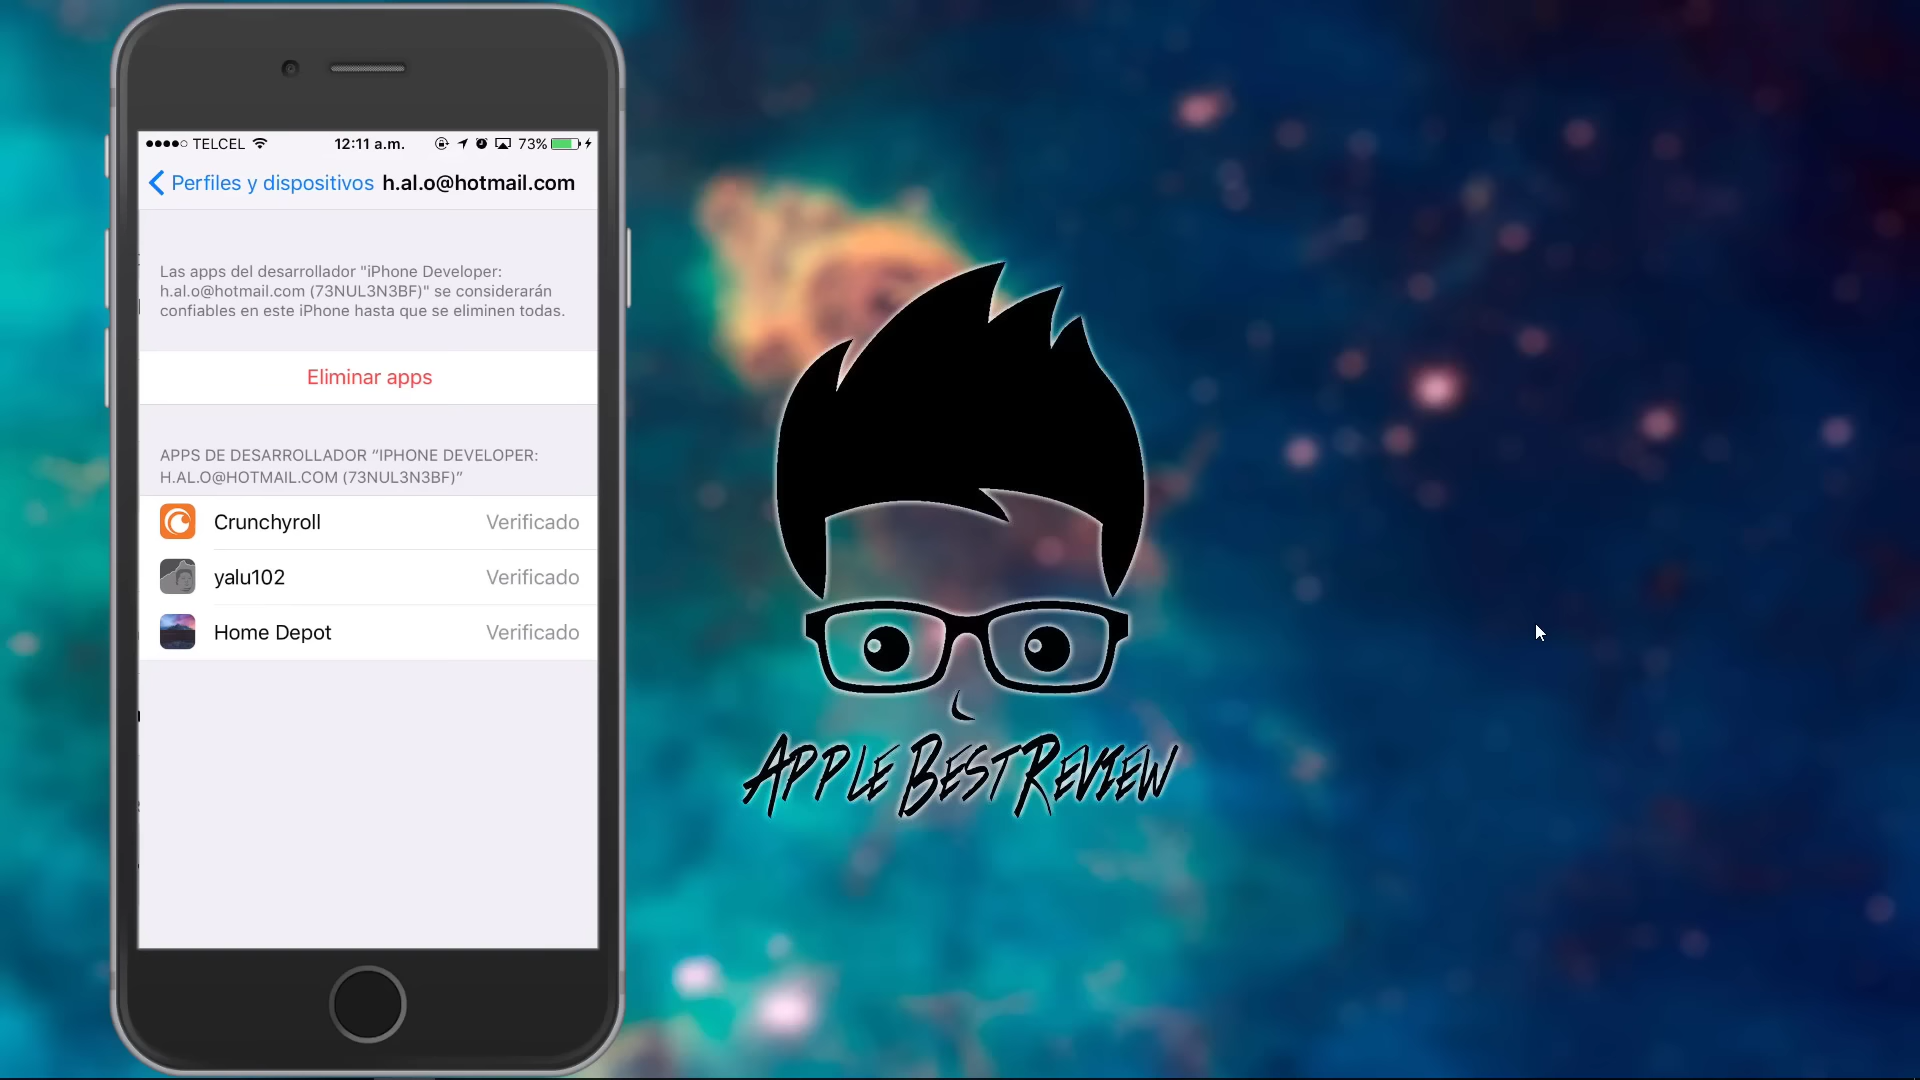 TELCEL 12:11 a.m. 73%
Perfiles y dispositivos h.al.o@hotmail.com
Las apps del desarrollador "iPhone Developer:
h.al.o@hotmail.com (73NUL3N3BF)" se considerarán
confiables en este iPhone hasta que se eliminen todas.
Eliminar apps
APPS DE DESARROLLADOR “IPHONE DEVELOPER:
H.AL.O@HOTMAIL.COM (73NUL3N3BF)”
Crunchyroll Verificado
yalu102 Verificado
Home Depot Verificado
APPLE BEST REVIEW